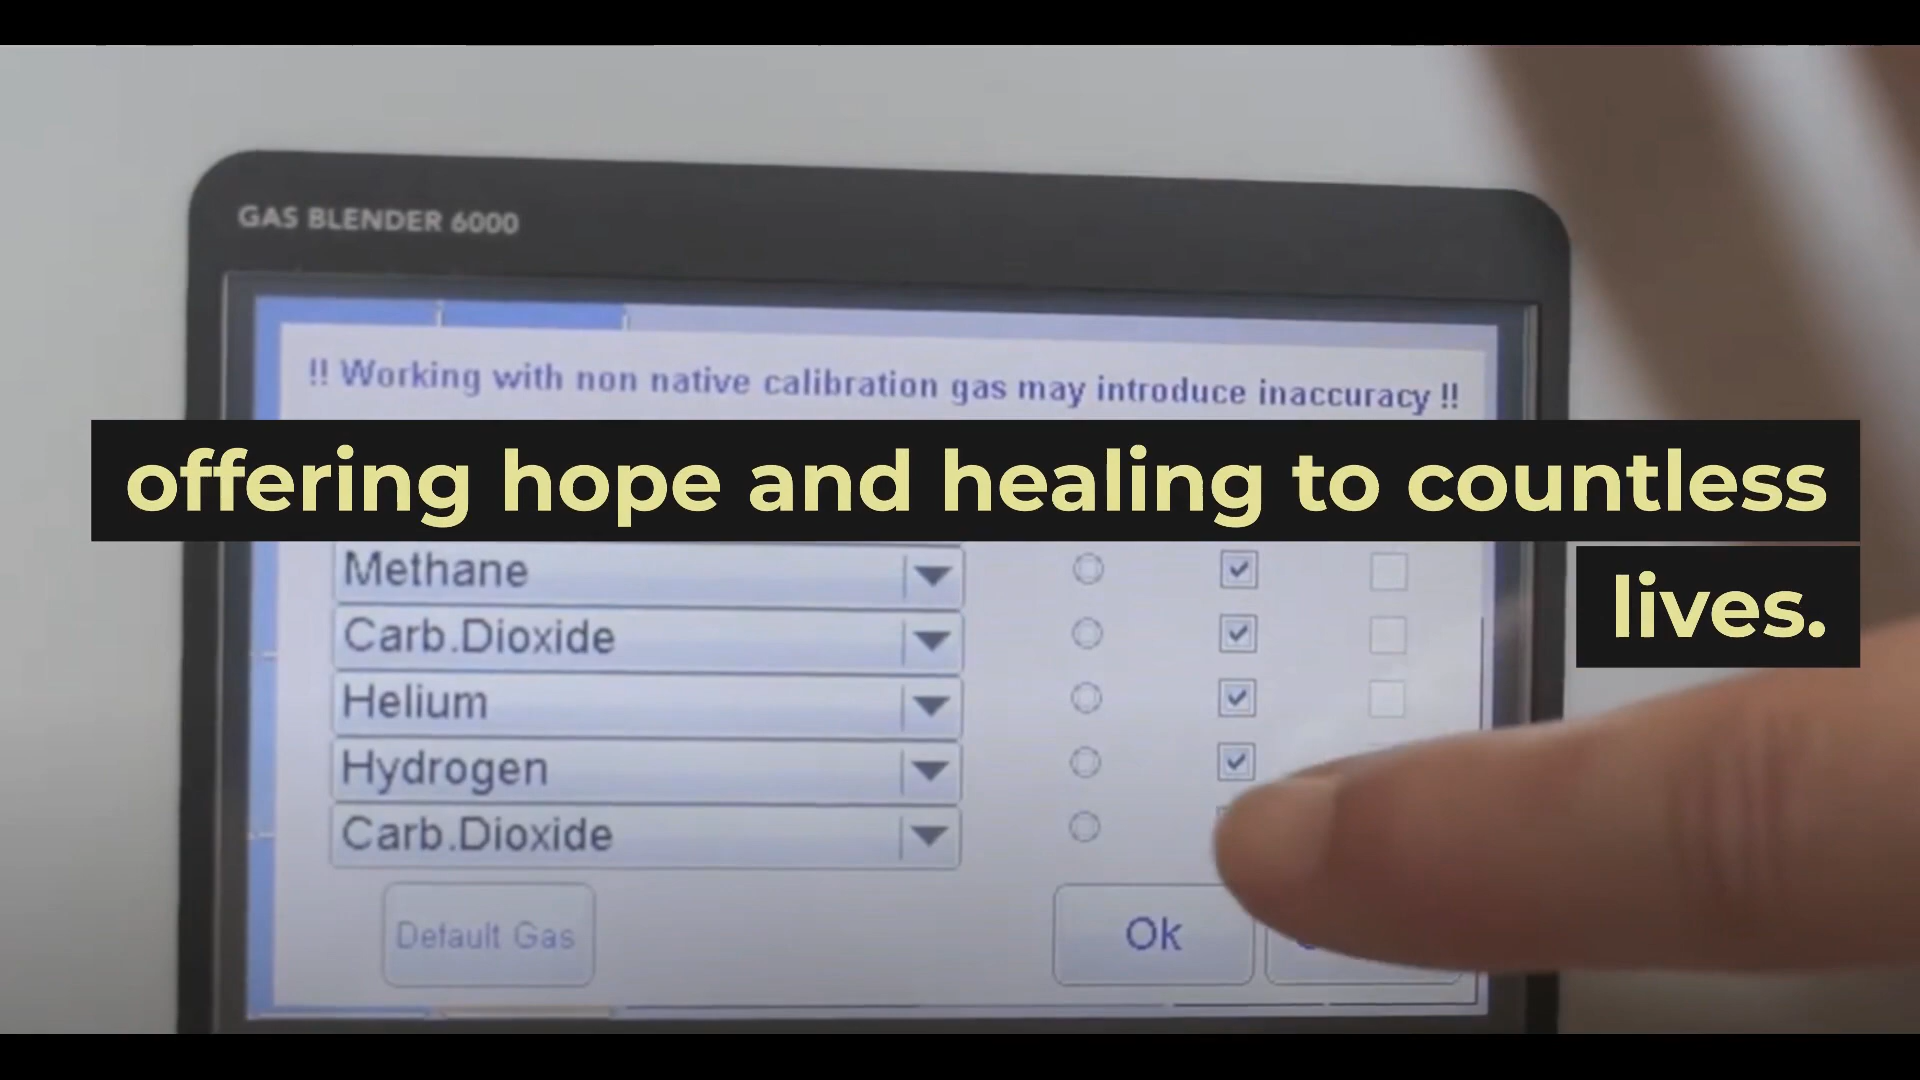 GAS BLENDER 6000
!! Working with non native calibration gas may introduce inaccuracy !!
offering hope and healing to countless
lives.
Methane
Carb.Dioxide
Helium
Hydrogen
Carb.Dioxide
Default Gas
Ok